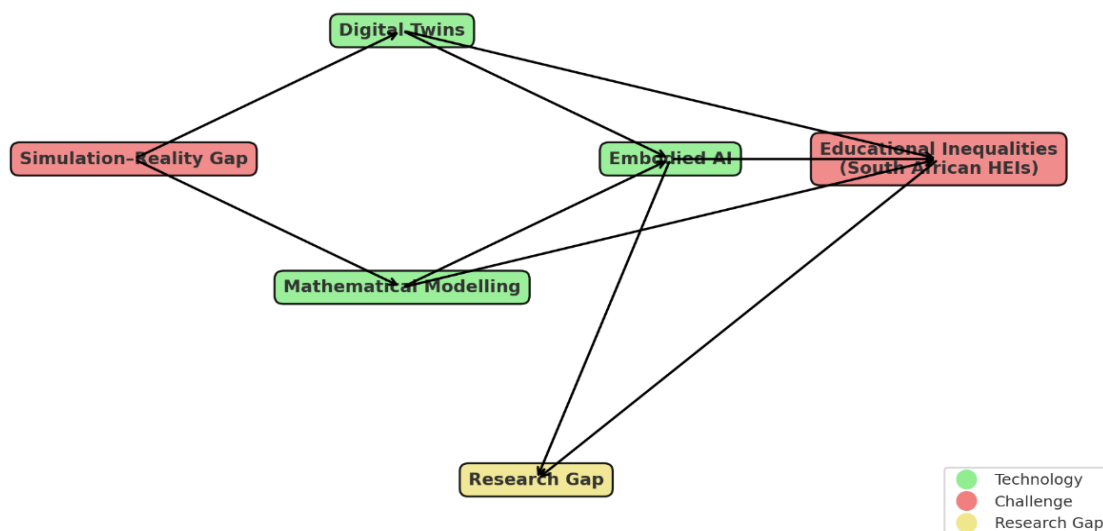 Digital Twins
Simulation–Reality Gap
Embodied AI
Educational Inequalities
(South African HEIs)
Mathematical Modelling
Research Gap
Technology
Challenge
Research Gap